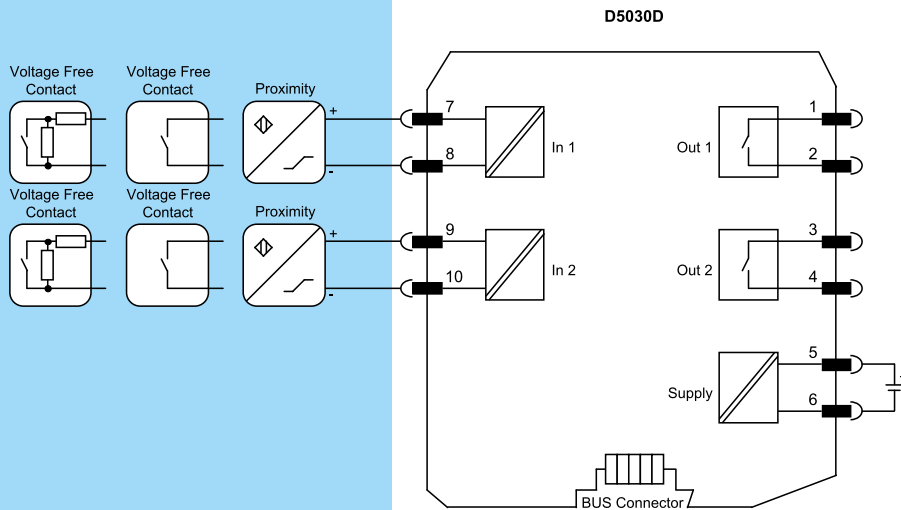 D5030D
Voltage Free
Contact
Voltage Free
Contact
Proximity
+
-
7
8
In 1
Out 1
1
2
Voltage Free
Contact
Voltage Free
Contact
Proximity
+
-
9
10
In 2
Out 2
3
4
Supply
5
6
+
BUS Connector